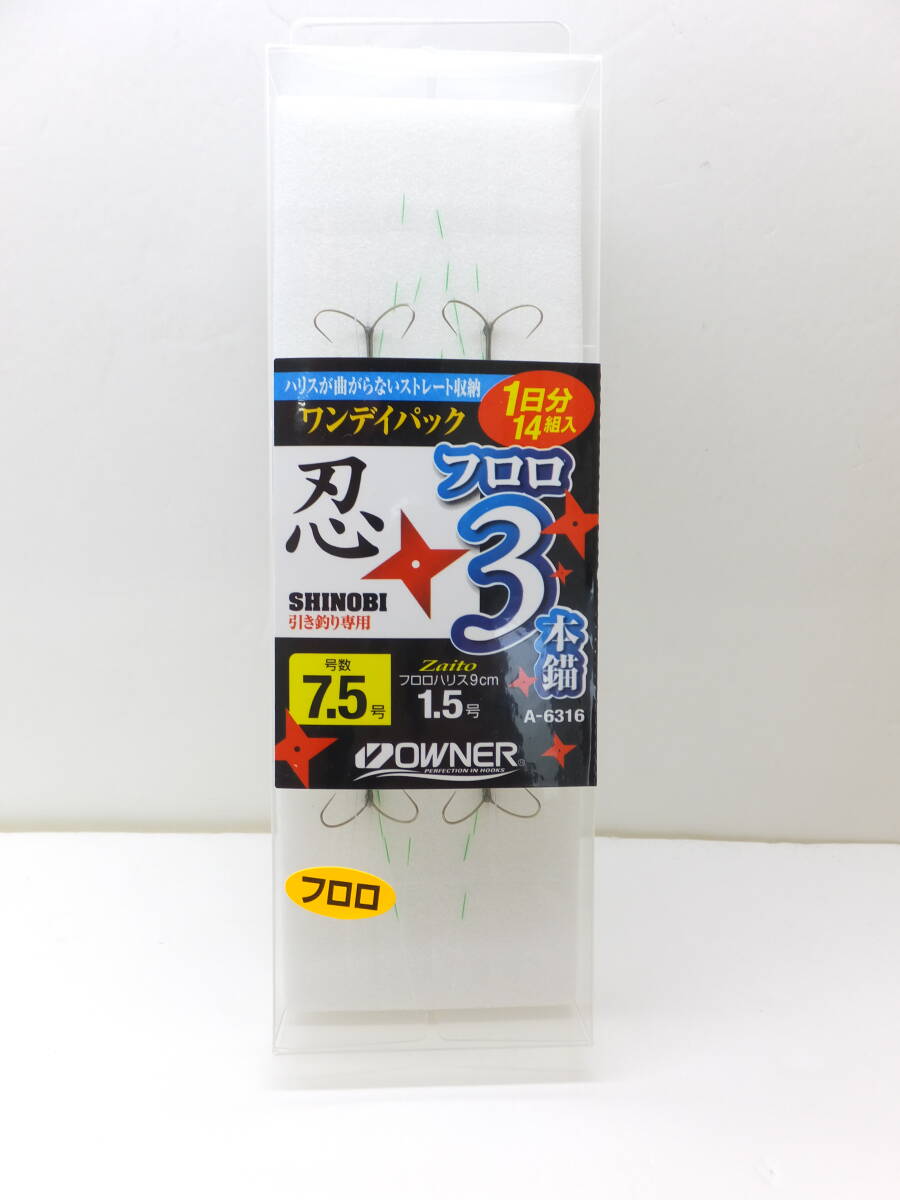 ハリスが曲がらないストレート収納
ワンデイパック
1日分
14組入
忍
SHINOBI
引き釣り専用
フロロ
3
本錨
号数
7.5号
Zaito
フロロハリス9cm
1.5号
A-6316
OWNER
PERFECTION IN HOOKS
フロロ